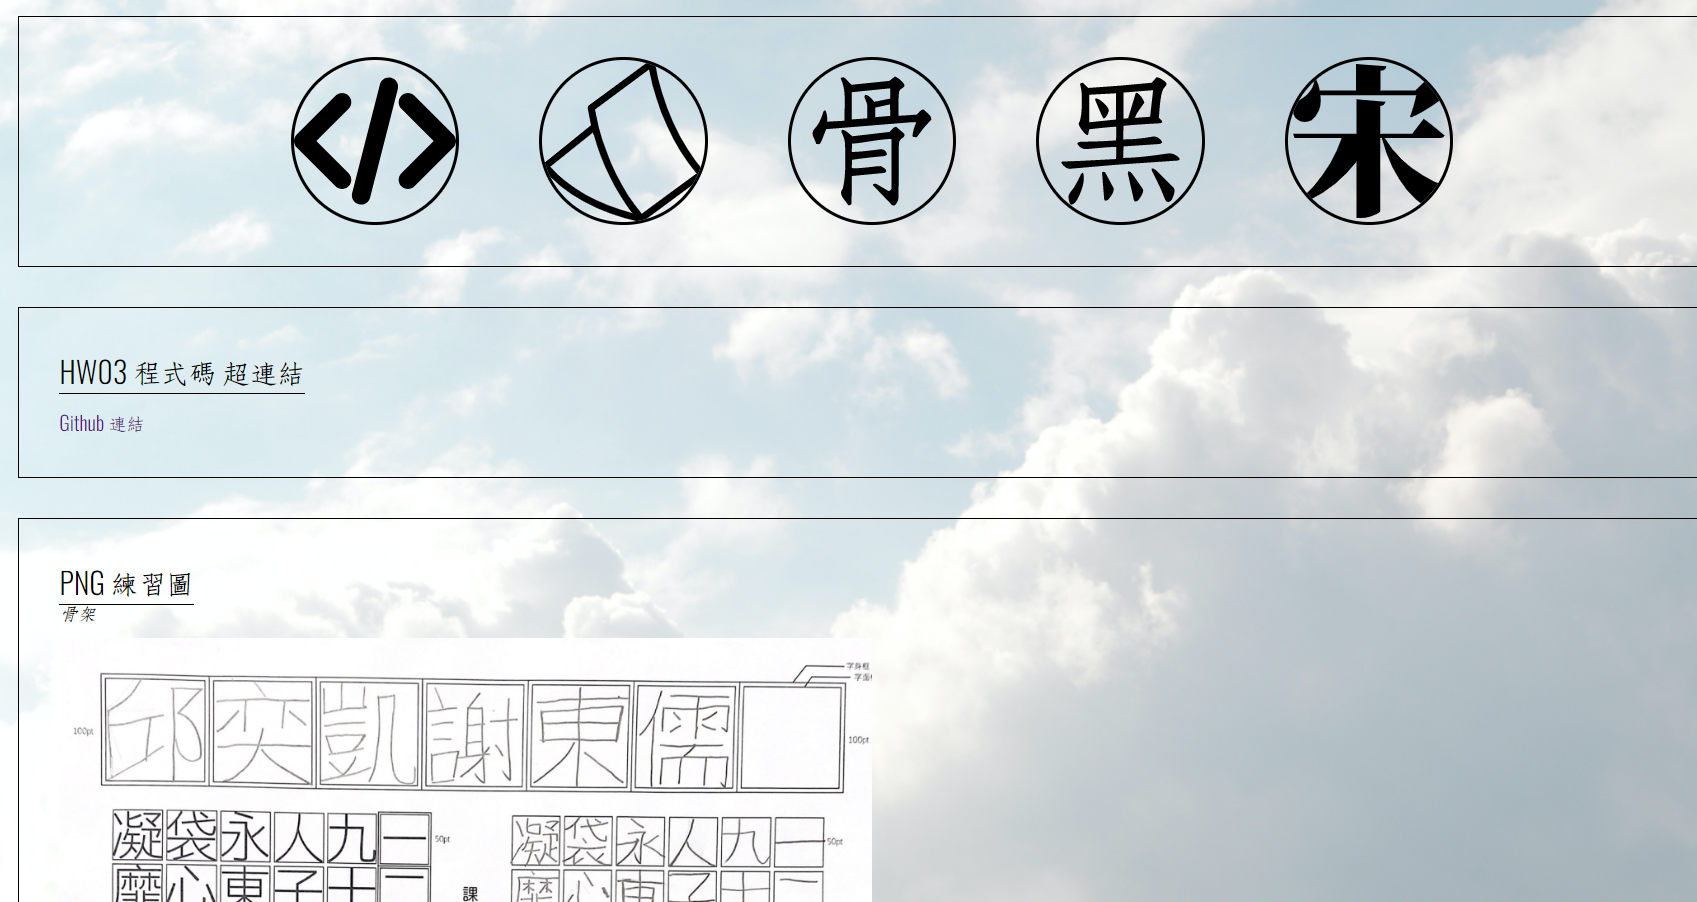 </> 骨 黑 宋
HW03 程式碼 超連結
Github 連結
PNG 練習圖
骨架
字身框
字面
100pt 邱 奕 凱 謝 東 儒 100pt
凝 袋 永 人 九 一 50pt 凝 袋 永 人 九 一 50pt
靡 心 東 子 十 二 課 靡 心 東 子 十 二